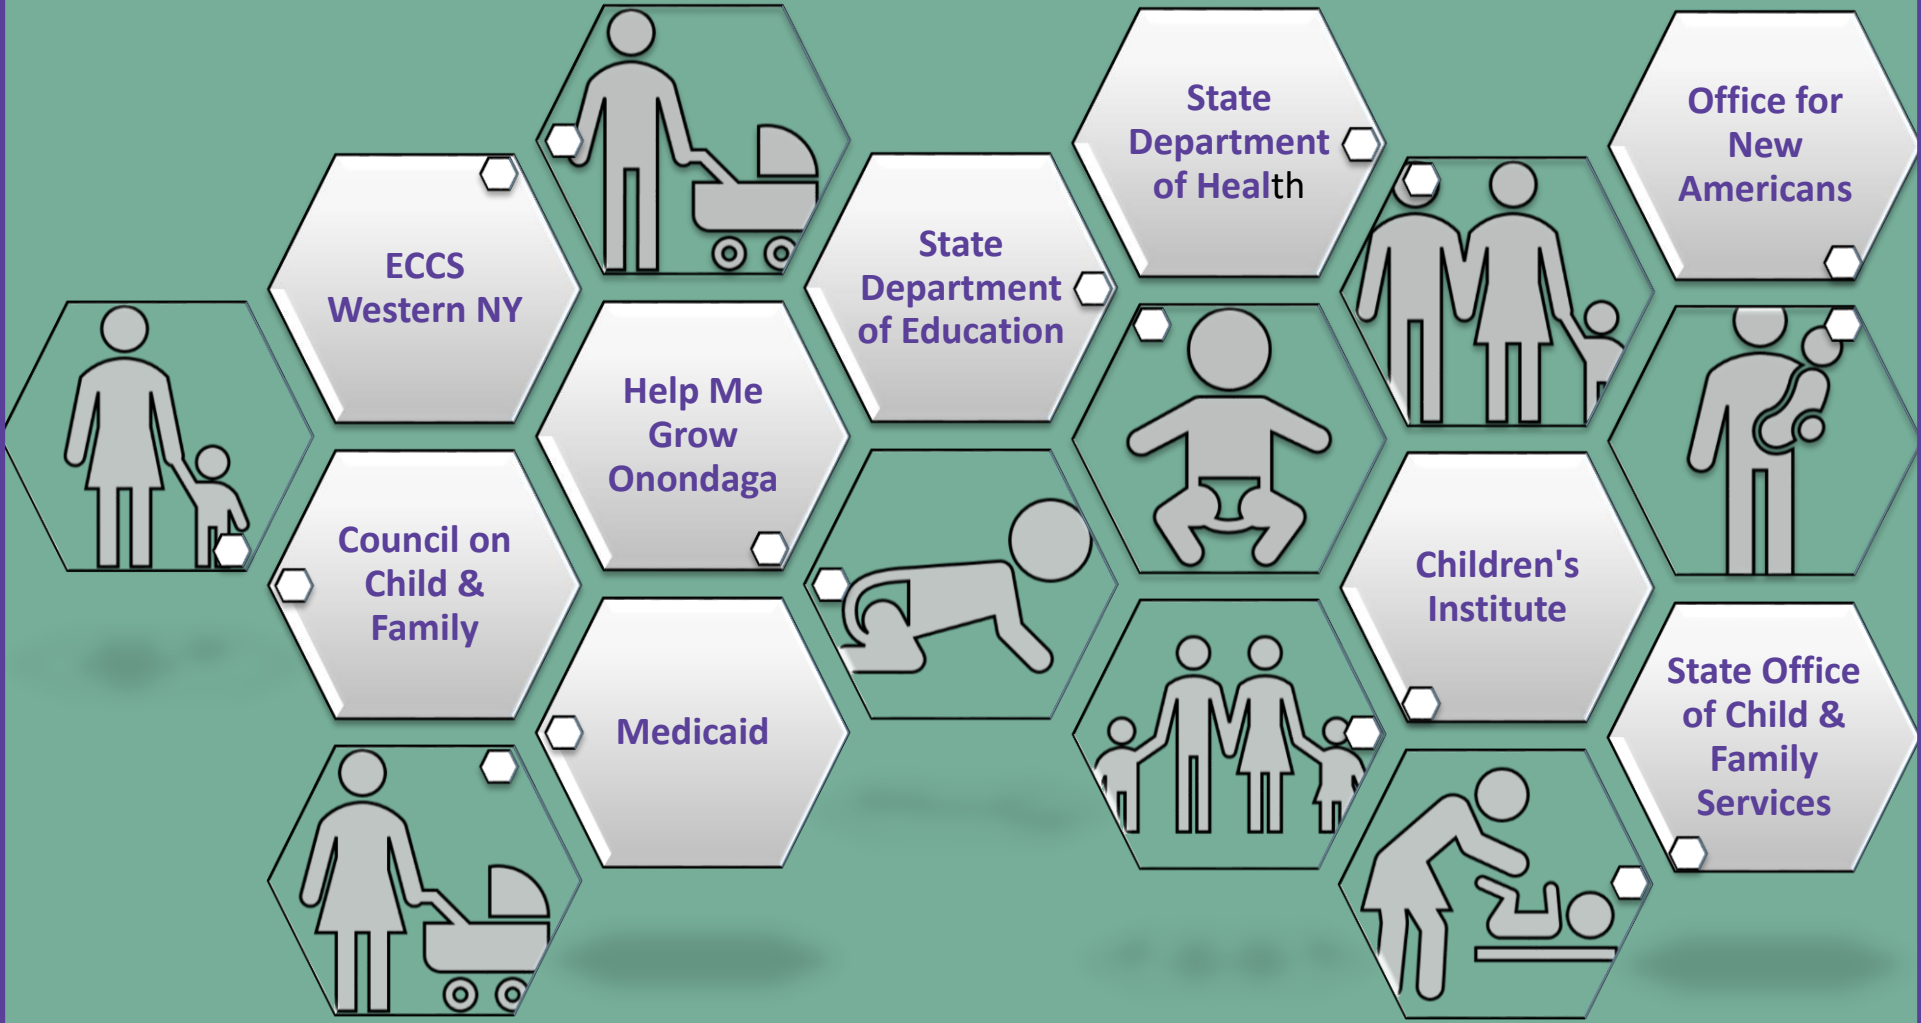 ECCS
Western NY
Council on
Child &
Family
Help Me
Grow
Onondaga
Medicaid
State
Department
of Education
State
Department
of Health
Children's
Institute
Office for
New
Americans
State Office
of Child &
Family
Services